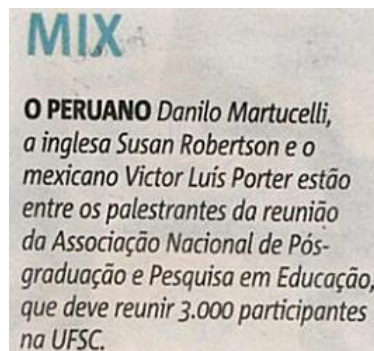 MIX
O PERUANO Danilo Martucelli,
a inglesa Susan Robertson e o
mexicano Victor Luís Porter estão
entre os palestrantes da reunião
da Associação Nacional de Pós-
graduação e Pesquisa em Educação,
que deve reunir 3.000 participantes
na UFSC.